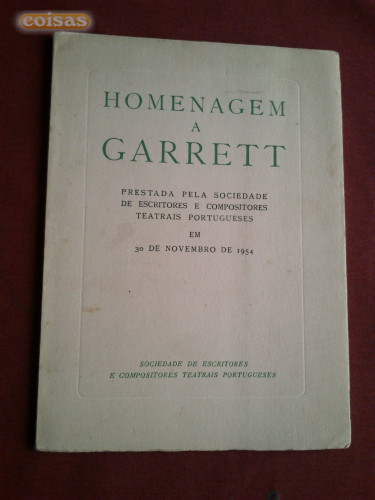 coisas
HOMENAGEM
A
GARRETT
PRESTADA PELA SOCIEDADE
DE ESCRITORES E COMPOSITORES
TEATRAIS PORTUGUESES
EM
30 DE NOVEMBRO DE 1954
SOCIEDADE DE ESCRITORES
E COMPOSITORES TEATRAIS PORTUGUESES